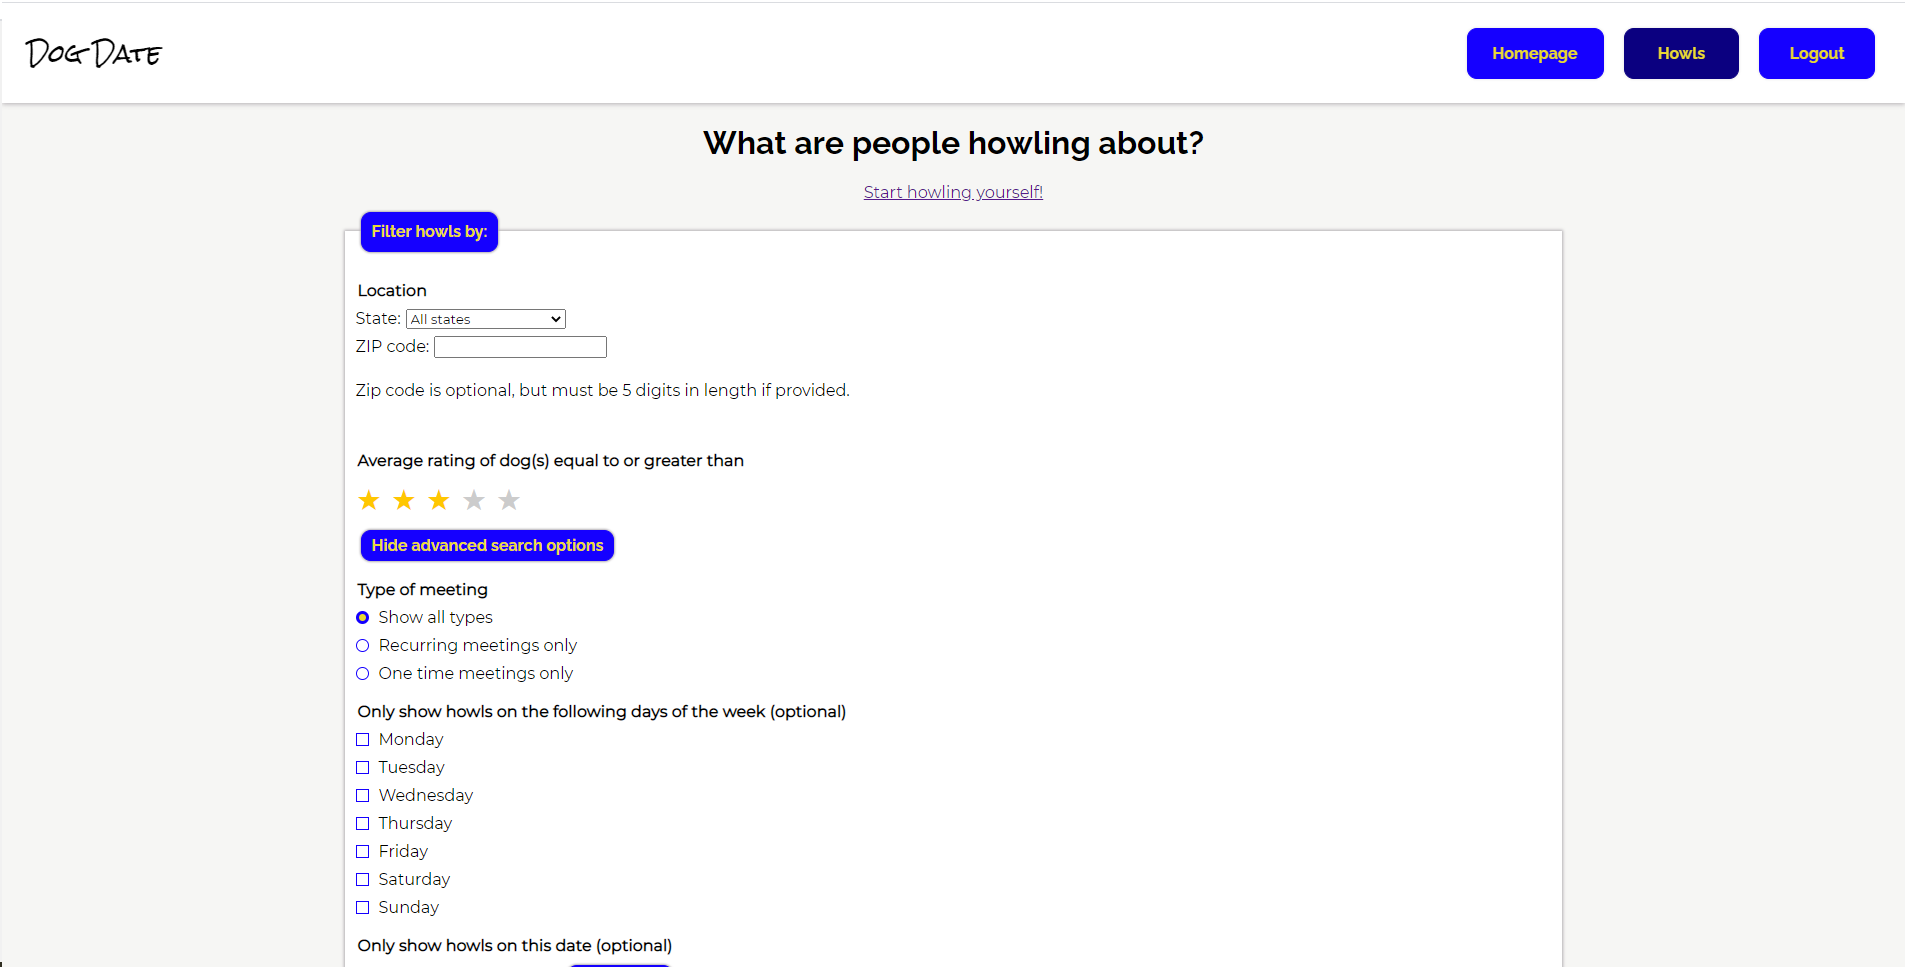 Dog Date
Homepage
Howls
Logout
What are people howling about?
Start howling yourself!
Filter howls by:
Location
State: All states
ZIP code:
Zip code is optional, but must be 5 digits in length if provided.
Average rating of dog(s) equal to or greater than
Hide advanced search options
Type of meeting
Show all types
Recurring meetings only
One time meetings only
Only show howls on the following days of the week (optional)
Monday
Tuesday
Wednesday
Thursday
Friday
Saturday
Sunday
Only show howls on this date (optional)